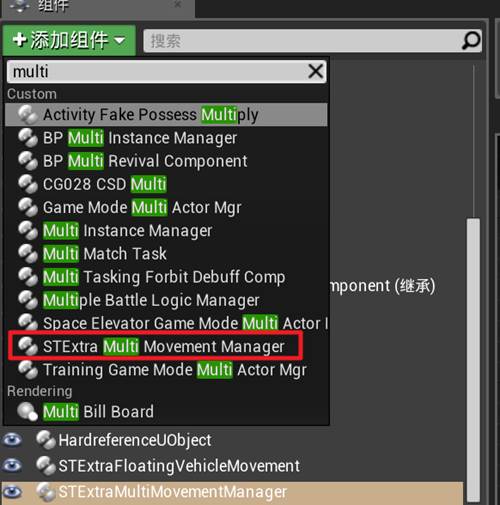 组件
添加组件
搜索
multi
Custom
Activity Fake Possess Multiply
BP Multi Instance Manager
BP Multi Revival Component
CG028 CSD Multi
Game Mode Multi Actor Mgr
Multi Instance Manager
Multi Match Task
Multi Tasking Forbit Debuff Comp
mponent (继承)
Multiple Battle Logic Manager
Space Elevator Game Mode Multi Actor
STExtra Multi Movement Manager
Training Game Mode Multi Actor Mgr
Rendering
Multi Bill Board
HardreferenceUObject
STExtraFloatingVehicleMovement
STExtraMultiMovementManager